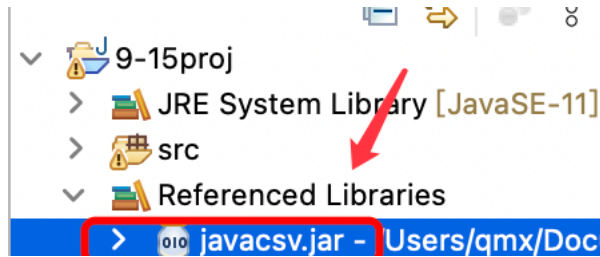 9-15proj
JRE System Library [JavaSE-11]
src
Referenced Libraries
javacsv.jar - /Users/qmx/Doc